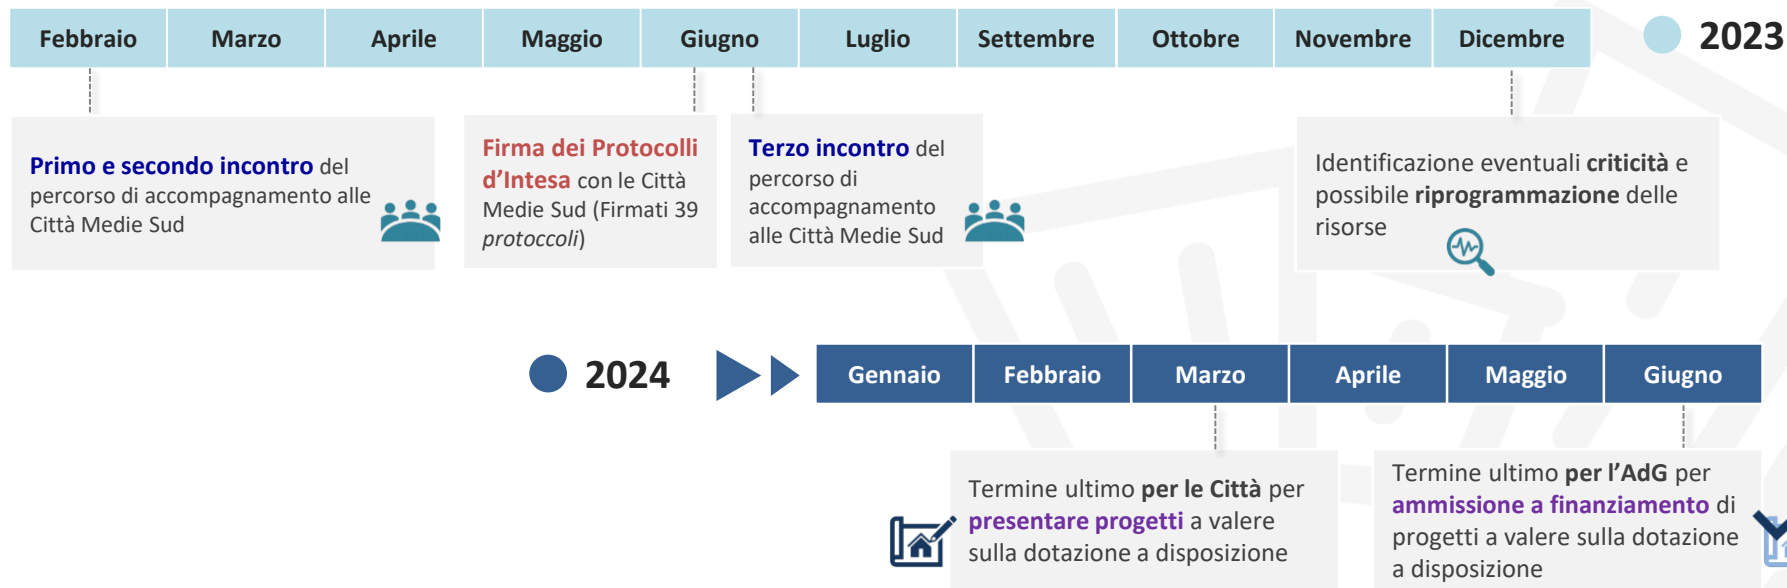 Febbraio Marzo Aprile Maggio Giugno Luglio Settembre Ottobre Novembre Dicembre 2023
Primo e secondo incontro del
percorso di accompagnamento alle
Città Medie Sud
Firma dei Protocolli
d’Intesa con le Città
Medie Sud (Firmati 39
protoccoli)
Terzo incontro del
percorso di
accompagnamento
alle Città Medie Sud
Identificazione eventuali criticità e
possibile riprogrammazione delle
risorse
2024 Gennaio Febbraio Marzo Aprile Maggio Giugno
Termine ultimo per le Città per
presentare progetti a valere
sulla dotazione a disposizione
Termine ultimo per l’AdG per
ammissione a finanziamento di
progetti a valere sulla dotazione
a disposizione